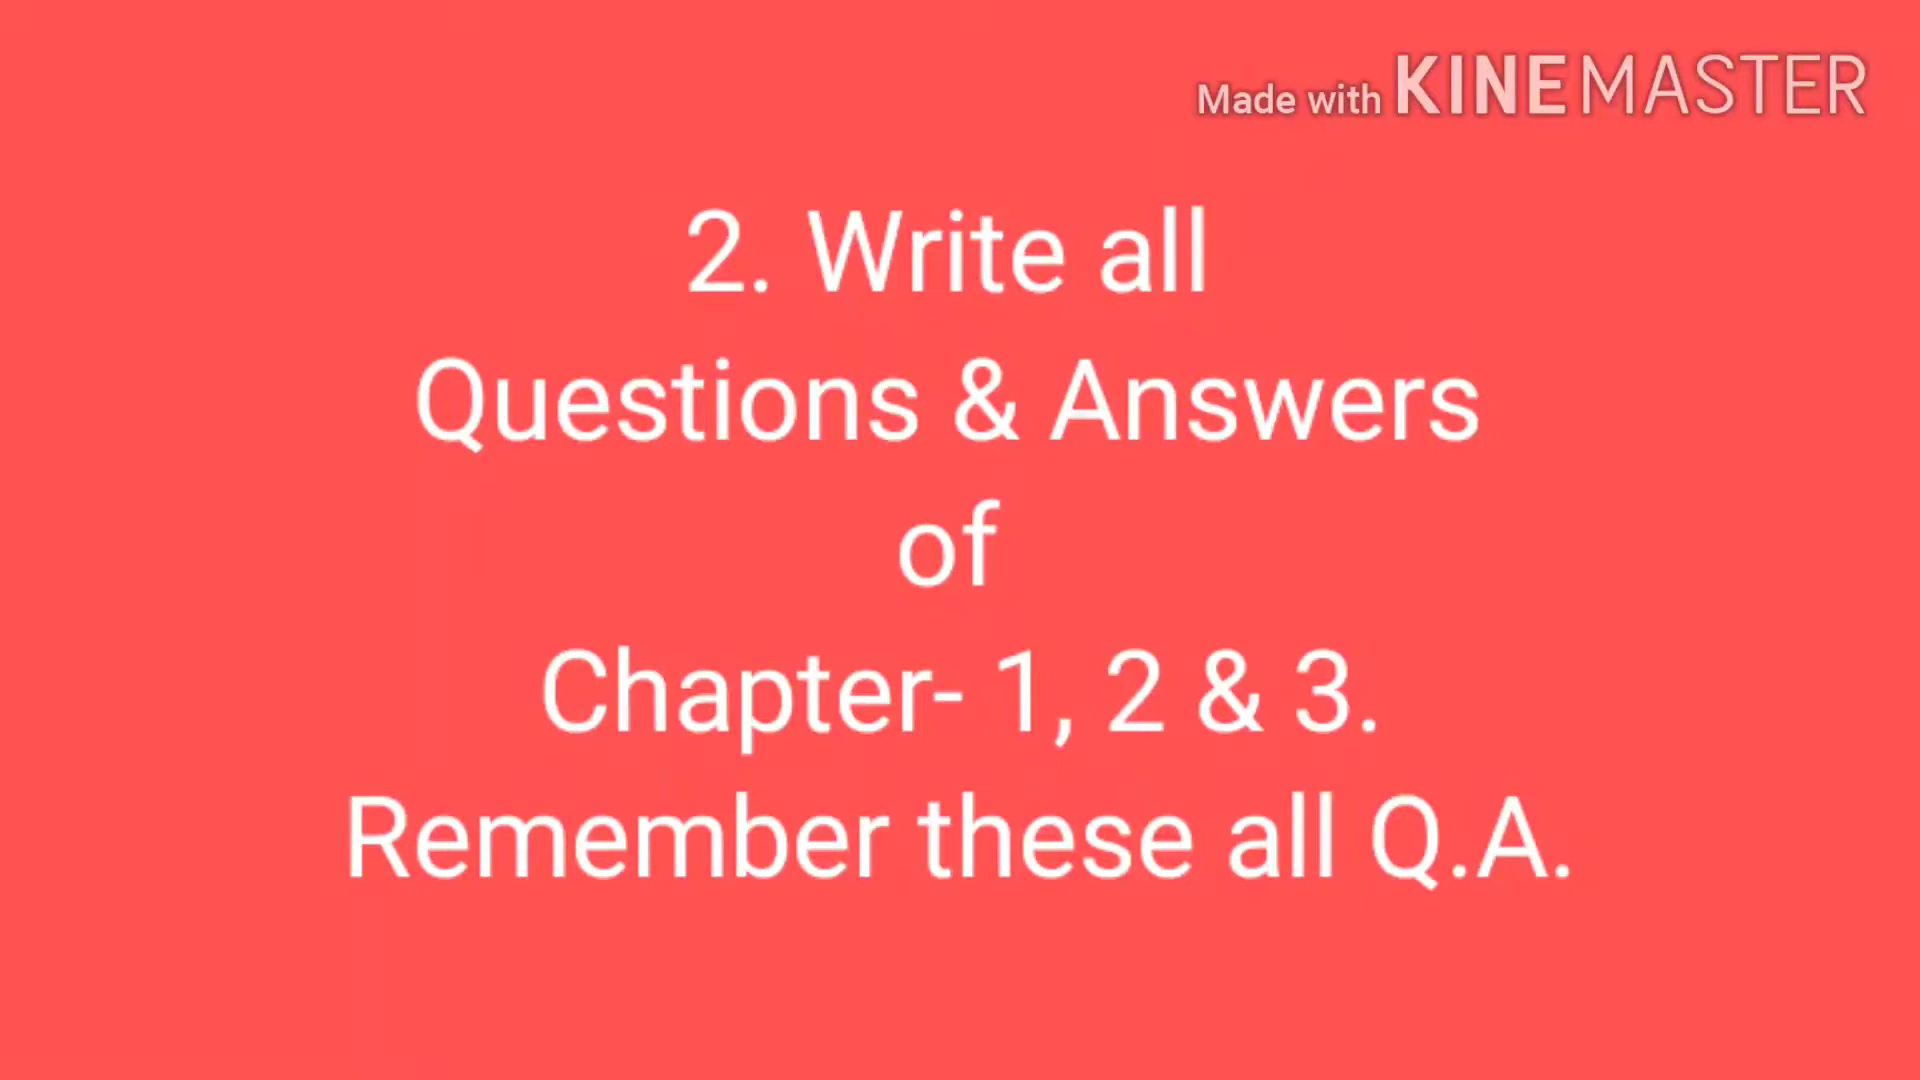 Made with KINEMASTER
2. Write all
Questions & Answers
of
Chapter- 1, 2 & 3.
Remember these all Q.A.